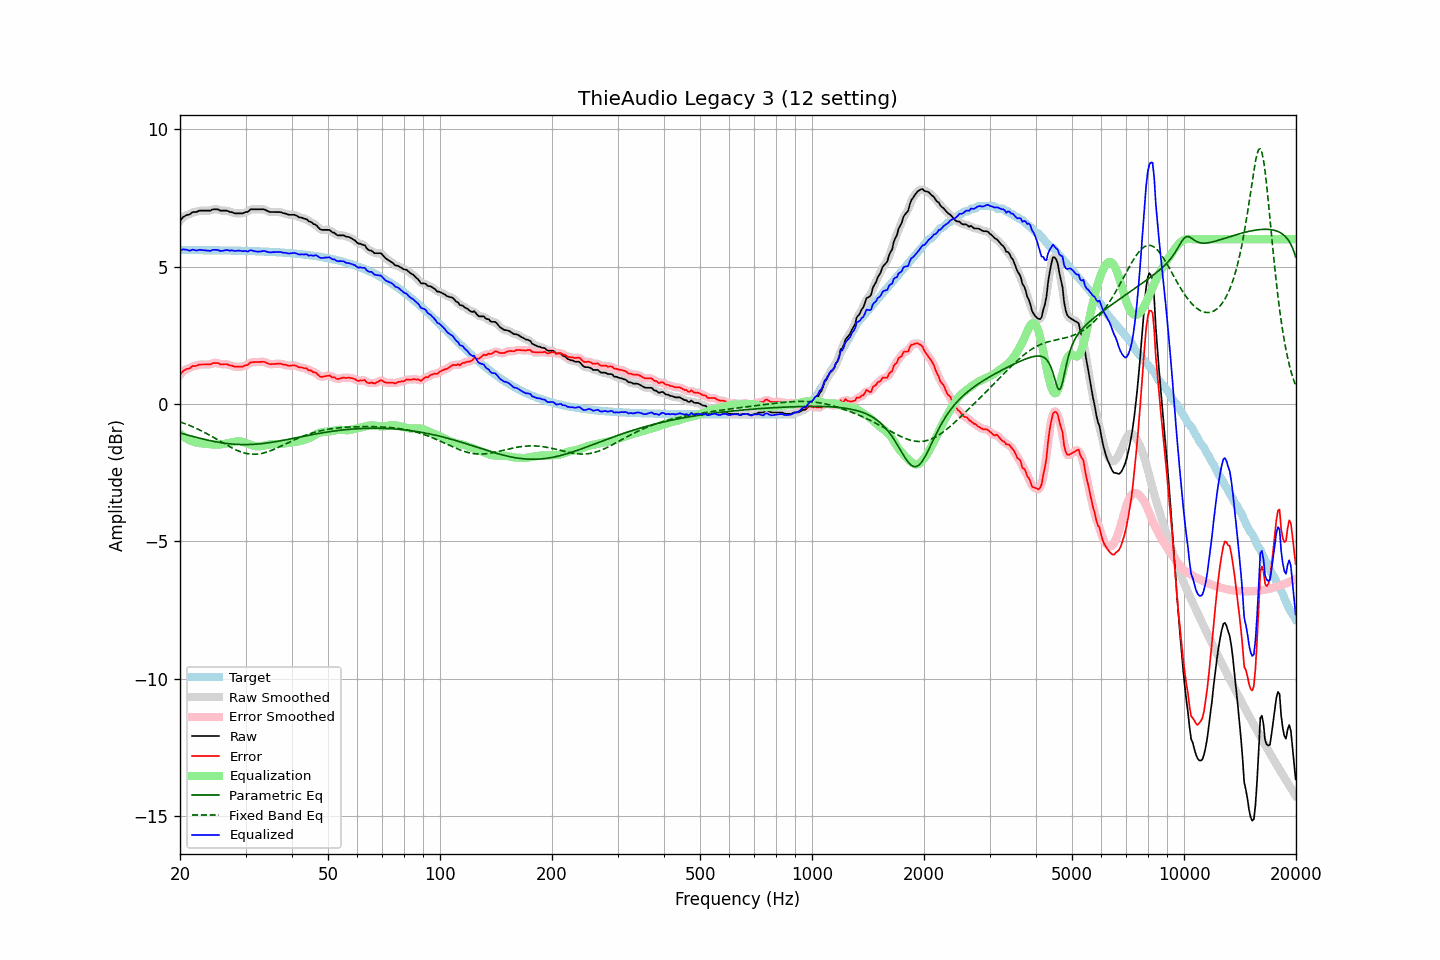 ThieAudio Legacy 3 (12 setting)
10
5
0
−5
−10
−15
Amplitude (dBr)
Target
Raw Smoothed
Error Smoothed
Raw
Error
Equalization
Parametric Eq
Fixed Band Eq
Equalized
20 50 100 200 500 1000 2000 5000 10000 20000
Frequency (Hz)